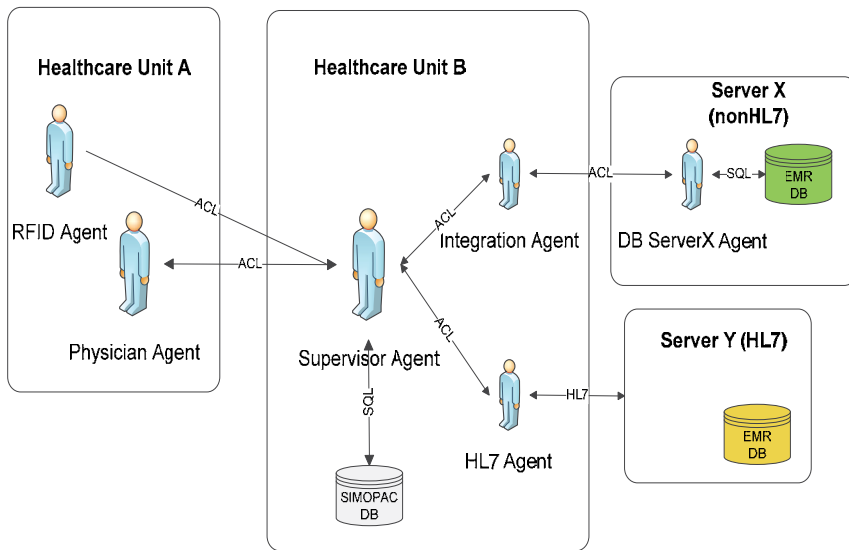 Healthcare Unit A
RFID Agent
ACL
Physician Agent
ACL
Healthcare Unit B
Supervisor Agent
SQL
SIMOPAC
DB
ACL
Integration Agent
ACL
HL7 Agent
ACL
HL7
Server X
(nonHL7)
DB ServerX Agent
SQL
EMR
DB
Server Y (HL7)
EMR
DB